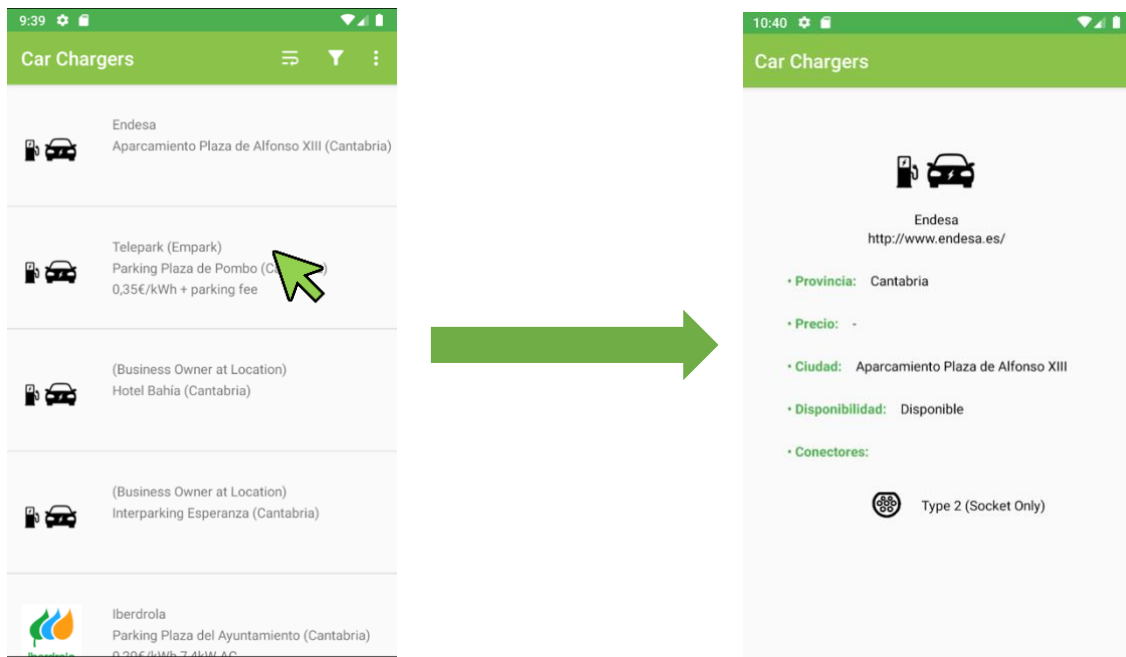 9:39
Car Chargers
Endesa
Aparcamiento Plaza de Alfonso XIII (Cantabria)
Telepark (Empark)
Parking Plaza de Pombo (
)
0,35€/kWh + parking fee
(Business Owner at Location)
Hotel Bahía (Cantabria)
(Business Owner at Location)
Interparking Esperanza (Cantabria)
Iberdrola
Parking Plaza del Ayuntamiento (Cantabria)
10:40
Car Chargers
Endesa
http://www.endesa.es/
• Provincia: Cantabria
• Precio: -
• Ciudad: Aparcamiento Plaza de Alfonso XIII
• Disponibilidad: Disponible
• Conectores:
Type 2 (Socket Only)